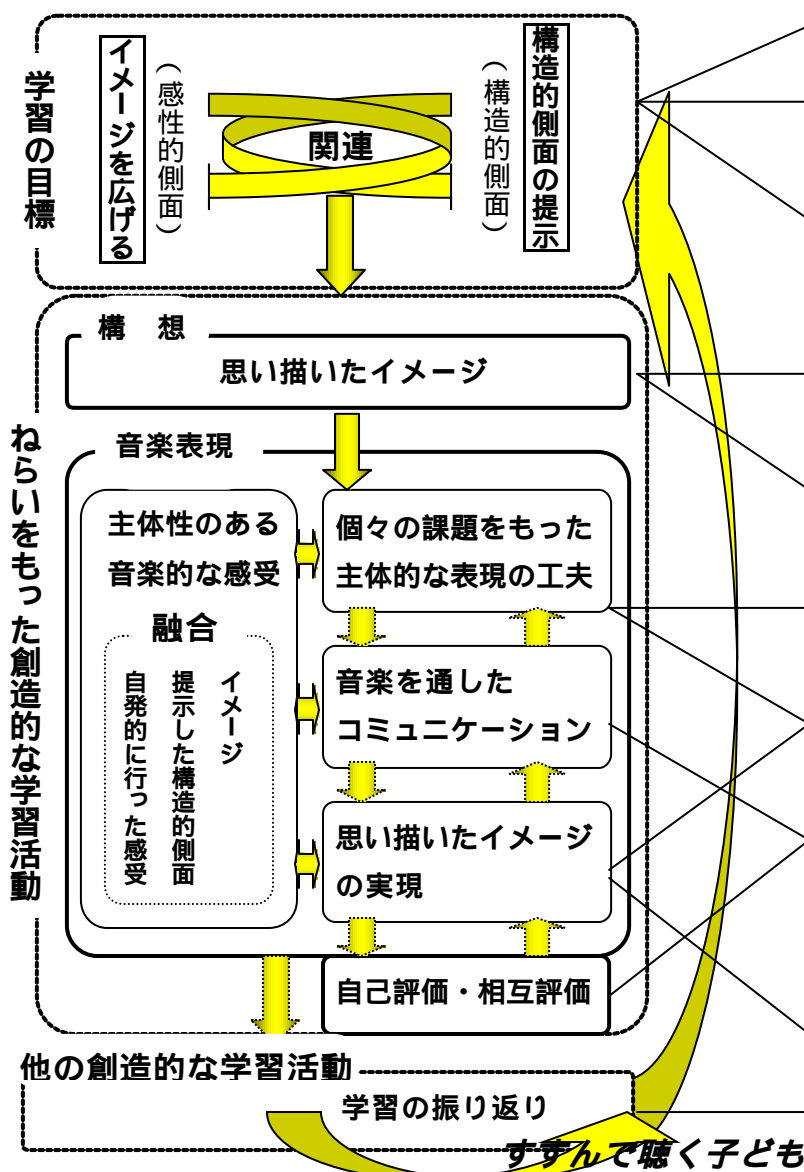 学習の目標
イメージを広げる
(感性的側面)
関連
(構造的側面)
構造的側面の提示
ねらいをもった創造的な学習活動
構　想
思い描いたイメージ
音楽表現
主体性のある
音楽的な感受
融合
イメージ
提示した構造的側面
自発的に行った感受
個々の課題をもった
主体的な表現の工夫
音楽を通した
コミュニケーション
思い描いたイメージ
の実現
自己評価・相互評価
他の創造的な学習活動
学習の振り返り
すすんで聴く子ども